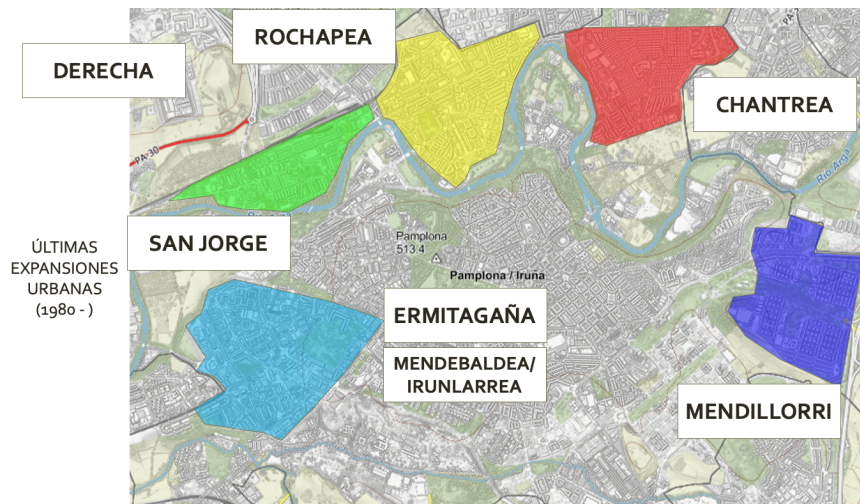 ROCHAPEA
DERECHA
CHANTREA
PA-30
Río Arga
SAN JORGE
ÚLTIMAS
EXPANSIONES
URBANAS
(1980 - )
Pamplona
513.4
Pamplona / Iruña
ERMITAGAÑA
MENDEBALDEA/
IRUNLARREA
MENDILLORRI